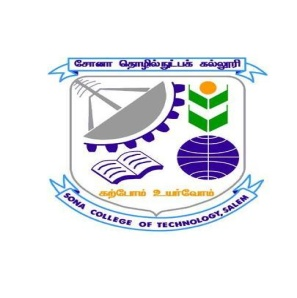 சோனா தொழில்நுட்பக் கல்லூரி
கற்போம் உயர்வோம்
SONA COLLEGE OF TECHNOLOGY, SALEM